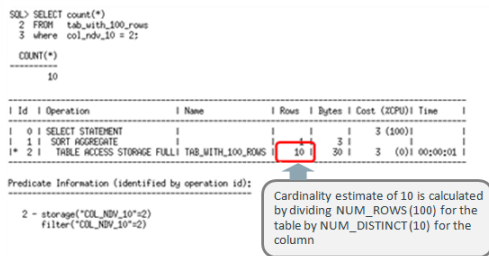 SQL> SELECT count(*)
2 FROM tab_with_100_rows
3 where col_ndv_10 = 2;
COUNT(*)
----------
10
| Id | Operation | Name | Rows | Bytes | Cost (%CPU)| Time |
| 0 | SELECT STATEMENT | | | | 3 (100)| |
| 1 | SORT AGGREGATE | | 1 | 3 | | |
|* 2 | TABLE ACCESS STORAGE FULL| TAB_WITH_100_ROWS | 10 | 30 | 3 (0)| 00:00:01 |
Predicate Information (identified by operation id):
2 - storage("COL_NDV_10"=2)
filter("COL_NDV_10"=2)
Cardinality estimate of 10 is calculated
by dividing NUM_ROWS (100) for the
table by NUM_DISTINCT (10) for the
column